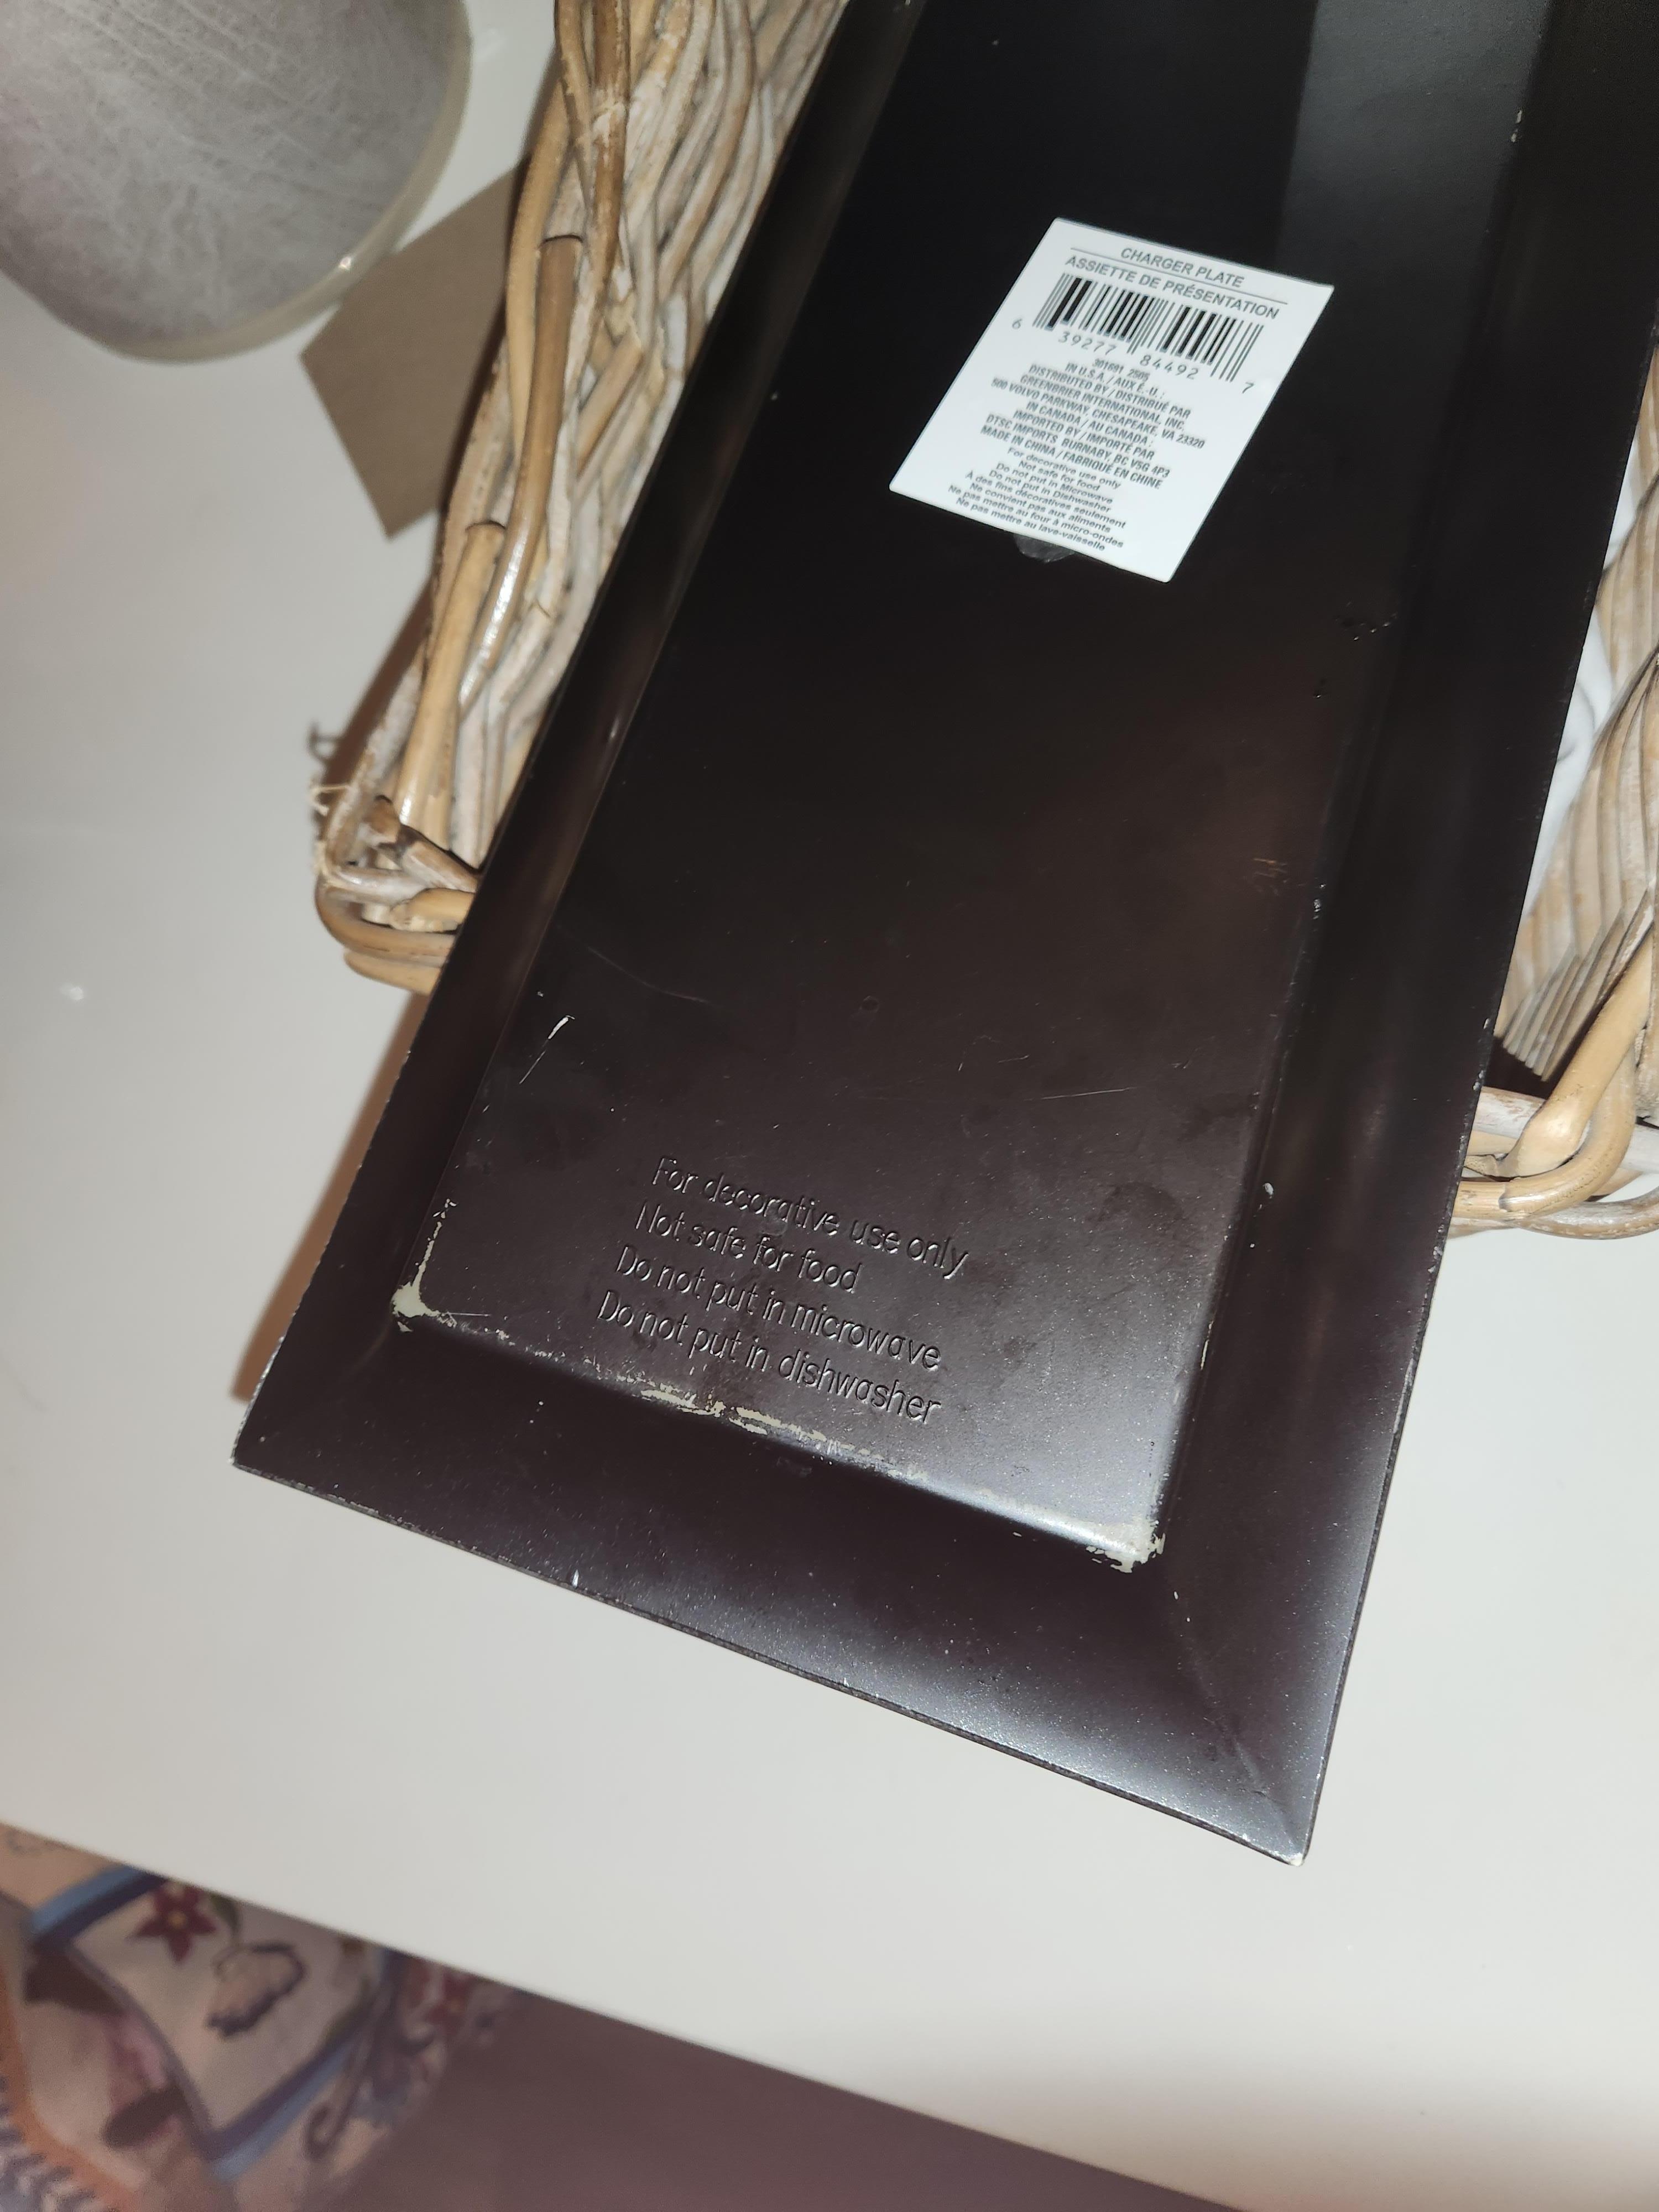 CHARGER PLATE
ASSIETTE DE PRÉSENTATION
6 39277 84492 7
301691 2505
IN U.S.A. / AUX É.-U. :
DISTRIBUTED BY / DISTRIBUÉ PAR
GREENBRIER INTERNATIONAL, INC.
500 VOLVO PARKWAY, CHESAPEAKE, VA 23320
IN CANADA / AU CANADA :
IMPORTED BY / IMPORTÉ PAR
DTSC IMPORTS BURNABY, BC V5G 4P3
MADE IN CHINA / FABRIQUÉ EN CHINE
For decorative use only
Not safe for food
Do not put in Microwave
Do not put in Dishwasher
À des fins décoratives seulement
Ne convient pas aux aliments
Ne pas mettre au four à micro-ondes
Ne pas mettre au lave-vaisselle
For decorative use only
Not safe for food
Do not put in microwave
Do not put in dishwasher